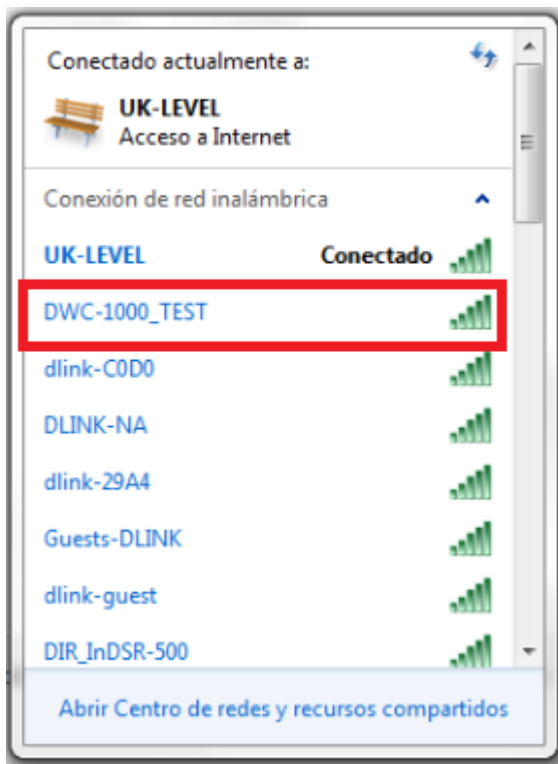 Conectado actualmente a:
UK-LEVEL
Acceso a Internet
Conexión de red inalámbrica
UK-LEVEL Conectado
DWC-1000_TEST
dlink-C0D0
DLINK-NA
dlink-29A4
Guests-DLINK
dlink-guest
DIR_InDSR-500
Abrir Centro de redes y recursos compartidos